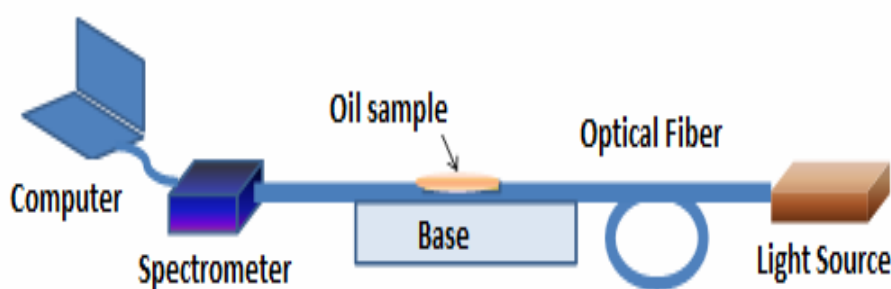 Oil sample
Optical Fiber
Computer
Base
Spectrometer
Light Source